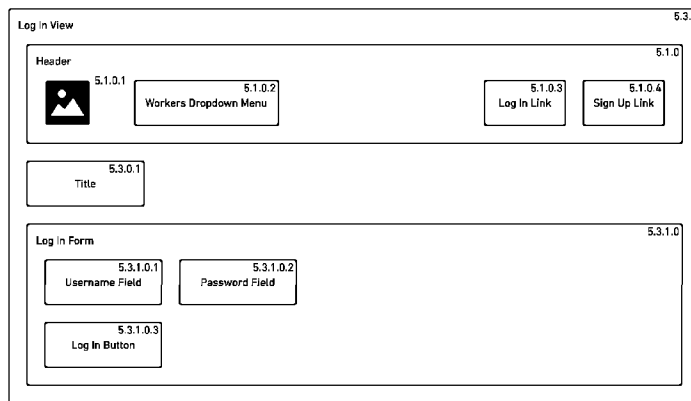 5.3.
Log In View
5.1.0
Header
5.1.0.1
5.1.0.2
Workers Dropdown Menu
5.1.0.3
Log In Link
5.1.0.4
Sign Up Link
5.3.0.1
Title
5.3.1.0
Log In Form
5.3.1.0.1
Username Field
5.3.1.0.2
Password Field
5.3.1.0.3
Log In Button